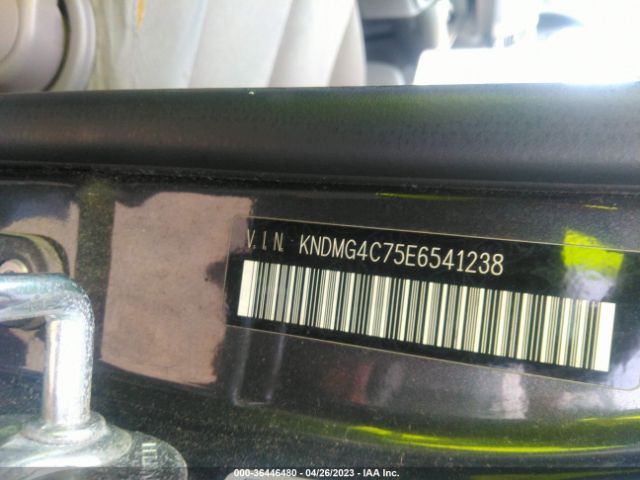 V.I.N. KNDMG4C75E6541238
000-36446480 - 04/26/2023 - IAA Inc.